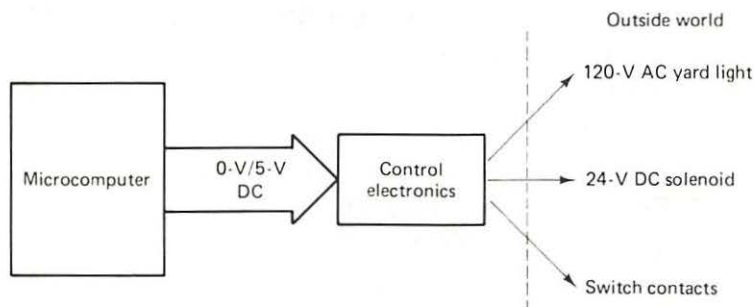 Outside world
120-V AC yard light
Microcomputer
0-V/5-V
DC
Control
electronics
24-V DC solenoid
Switch contacts